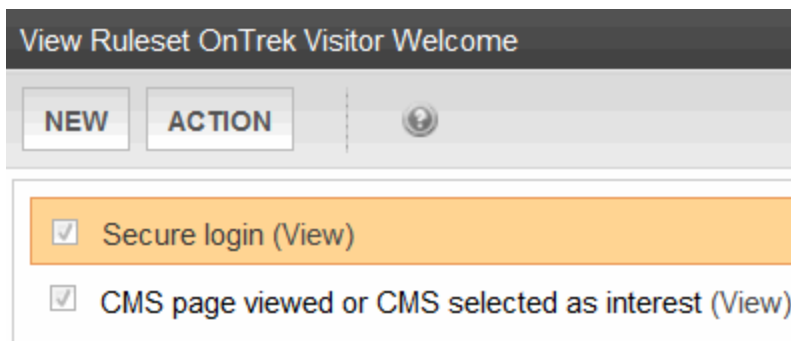 View Ruleset OnTrek Visitor Welcome
NEW ACTION ?
Secure login (View)
CMS page viewed or CMS selected as interest (View)